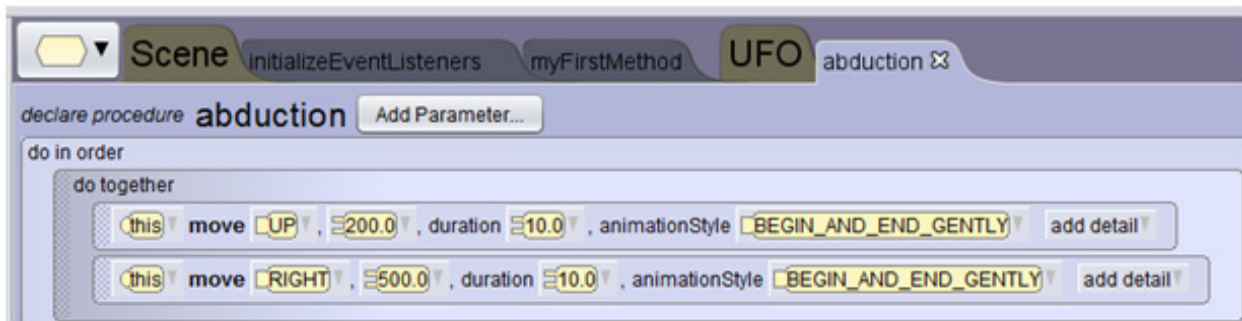 Scene initializeEventListeners myFirstMethod UFO abduction
declare procedure abduction Add Parameter...
do in order
do together
this move UP , 200.0 , duration 10.0 , animationStyle BEGIN_AND_END_GENTLY add detail
this move RIGHT , 500.0 , duration 10.0 , animationStyle BEGIN_AND_END_GENTLY add detail